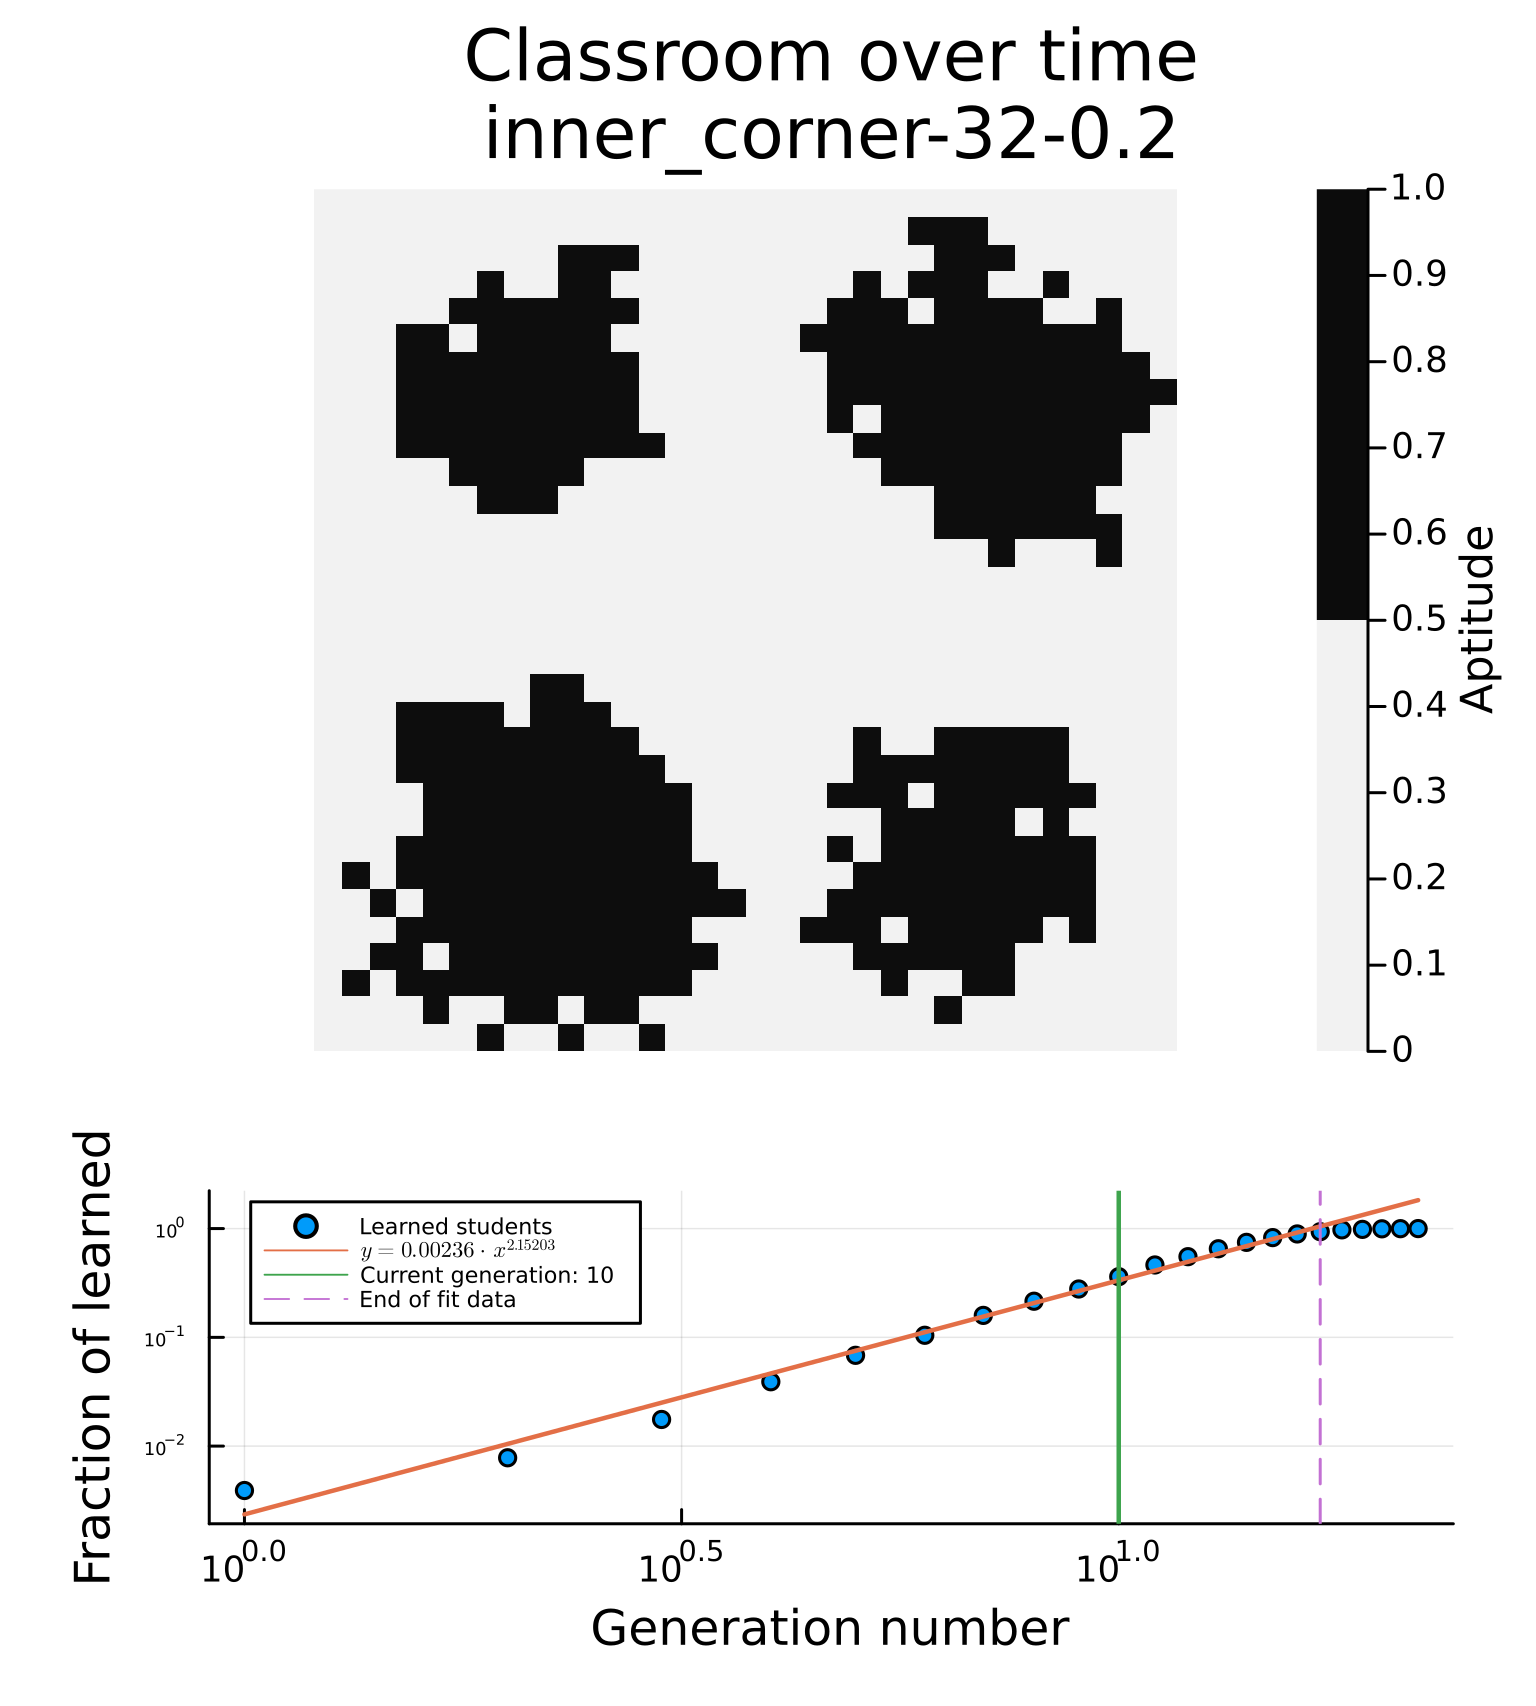 Classroom over time
inner_corner-32-0.2
1.0
0.9
0.8
0.7
0.6
0.5
0.4
0.3
0.2
0.1
0
Aptitude
Fraction of learned
10⁰
10⁻¹
10⁻²
Learned students
y = 0.00236 · x^2.15203
Current generation: 10
End of fit data
10^0.0
10^0.5
10^1.0
Generation number